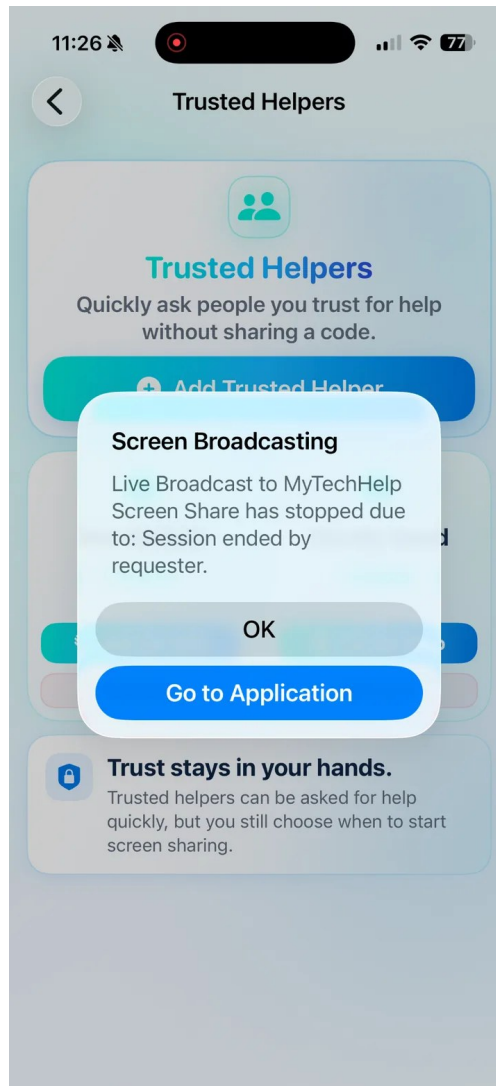 11:26
77
Trusted Helpers
Trusted Helpers
Quickly ask people you trust for help
without sharing a code.
Add Trusted Helper
Screen Broadcasting
Live Broadcast to MyTechHelp
Screen Share has stopped due
to: Session ended by
requester.
OK
Go to Application
Trust stays in your hands.
Trusted helpers can be asked for help
quickly, but you still choose when to start
screen sharing.